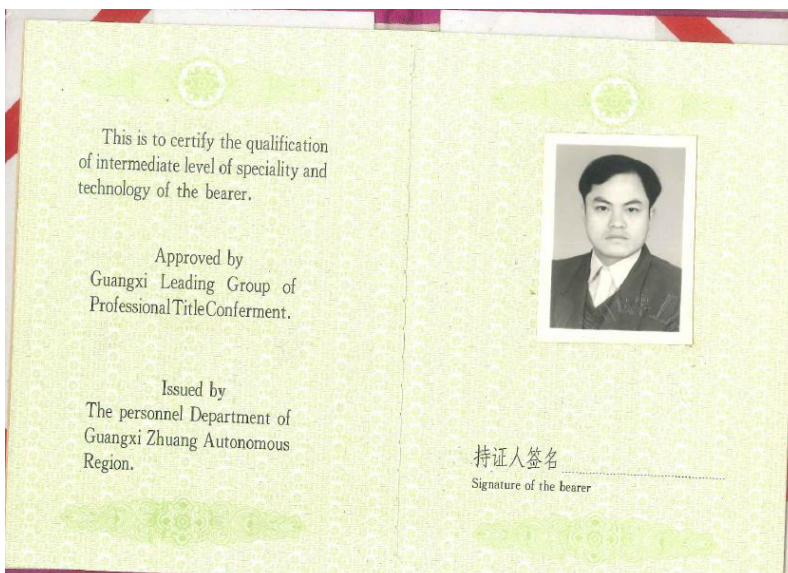 This is to certify the qualification
of intermediate level of speciality and
technology of the bearer.
Approved by
Guangxi Leading Group of
Professional Title Conferment.
Issued by
The personnel Department of
Guangxi Zhuang Autonomous
Region.
持证人签名
Signature of the bearer